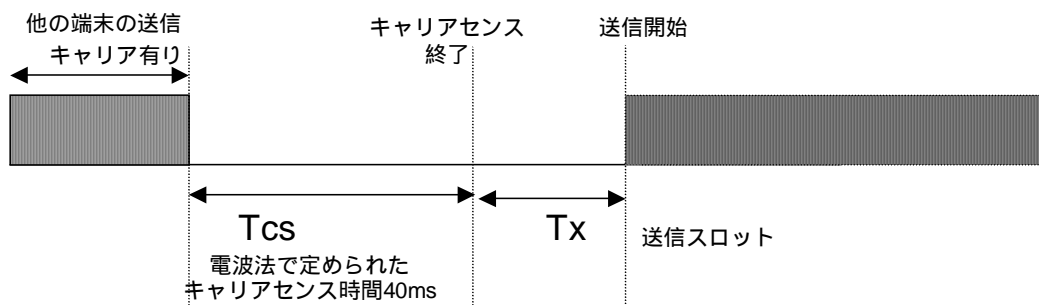 他の端末の送信
キャリア有り
キャリアセンス
終了
送信開始
Tcs
Tx
送信スロット
電波法で定められた
キャリアセンス時間40ms